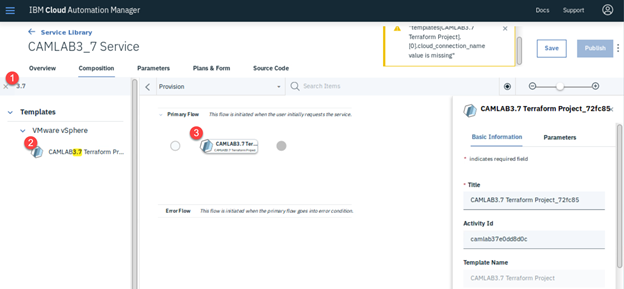 IBM Cloud Automation Manager
Docs
Support
Service Library
CAMLAB3_7 Service
"Templates[CAMLAB3.7
Terraform Project].
[0].cloud_connection_name
value is missing"
Save
Publish
Overview
Composition
Parameters
Plans & Form
Source Code
1
3.7
Provision
Search Items
Templates
VMware vSphere
2
CAMLAB3.7 Terraform Pr...
Primary Flow
This flow is initiated when the user initially requests the service.
3
CAMLAB3.7 Ter...
CAMLAB3.7 Terraform Project
Error Flow
This flow is initiated when the primary flow goes into error condition.
CAMLAB3.7 Terraform Project_72fc85
Basic Information
Parameters
* indicates required field
* Title
CAMLAB3.7 Terraform Project_72fc85
Activity Id
camlab37e0dd8d0c
Template Name
CAMLAB3.7 Terraform Project